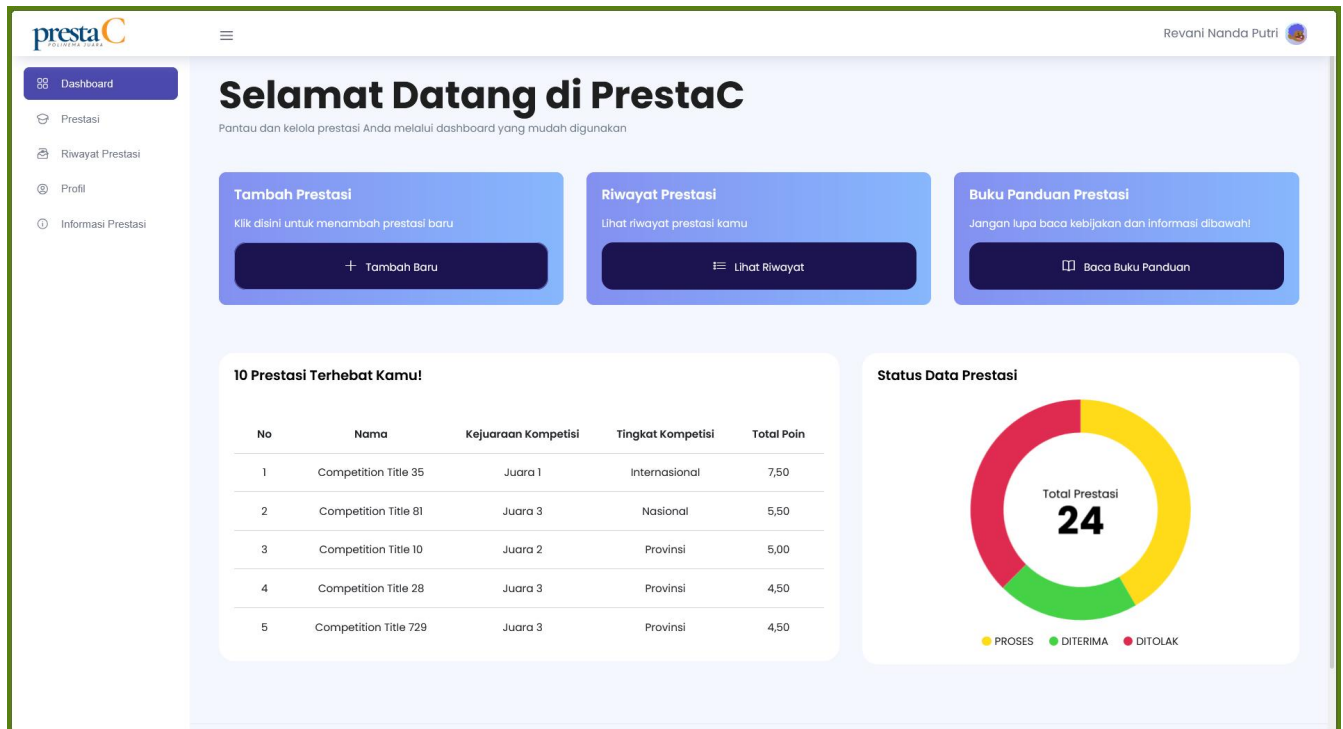 prestaC
POLINEMA JUARA
Revani Nanda Putri
Dashboard
Prestasi
Riwayat Prestasi
Profil
Informasi Prestasi
Selamat Datang di PrestaC
Pantau dan kelola prestasi Anda melalui dashboard yang mudah digunakan
Tambah Prestasi
Klik disini untuk menambah prestasi baru
+ Tambah Baru
Riwayat Prestasi
Lihat riwayat prestasi kamu
Lihat Riwayat
Buku Panduan Prestasi
Jangan lupa baca kebijakan dan informasi dibawah!
Baca Buku Panduan
10 Prestasi Terhebat Kamu!
No Nama Kejuaraan Kompetisi Tingkat Kompetisi Total Poin
1 Competition Title 35 Juara 1 Internasional 7,50
2 Competition Title 81 Juara 3 Nasional 5,50
3 Competition Title 10 Juara 2 Provinsi 5,00
4 Competition Title 28 Juara 3 Provinsi 4,50
5 Competition Title 729 Juara 3 Provinsi 4,50
Status Data Prestasi
Total Prestasi
24
PROSES DITERIMA DITOLAK